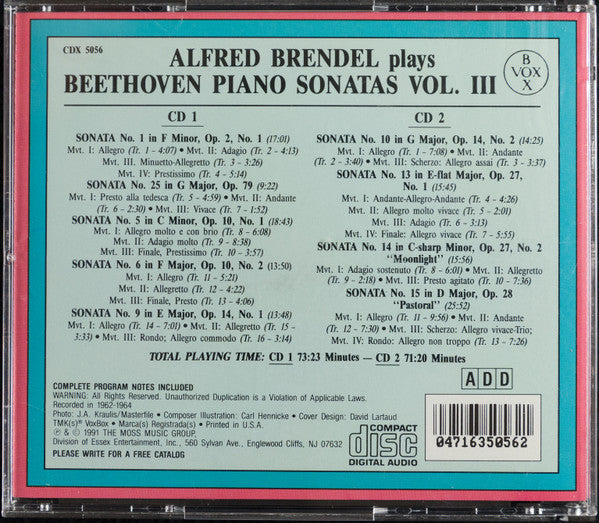 CDX 5056
ALFRED BRENDEL plays
BEETHOVEN PIANO SONATAS VOL. III
B
VOX
X
CD 1
SONATA No. 1 in F Minor, Op. 2, No. 1 (17:01)
Mvt. I: Allegro (Tr. 1 - 4:07) • Mvt. II: Adagio (Tr. 2 - 4:13)
Mvt. III. Minuetto-Allegretto (Tr. 3 - 3:26)
Mvt. IV: Prestissimo (Tr. 4 - 5:14)
SONATA No. 25 in G Major, Op. 79 (9:22)
Mvt. I: Presto alla tedesca (Tr. 5 - 4:59) • Mvt. II: Andante
(Tr. 6 - 2:30) • Mvt. III: Vivace (Tr. 7 - 1:52)
SONATA No. 5 in C Minor, Op. 10, No. 1 (18:43)
Mvt. I: Allegro molto e con brio (Tr. 8 - 6:08)
Mvt. II: Adagio molto (Tr. 9 - 8:38)
Mvt. III: Finale, Prestissimo (Tr. 10 - 3:57)
SONATA No. 6 in F Major, Op. 10, No. 2 (13:50)
Mvt. I: Allegro (Tr. 11 - 5:21)
Mvt. II: Allegretto (Tr. 12 - 4:22)
Mvt. III: Finale, Presto (Tr. 13 - 4:06)
SONATA No. 9 in E Major, Op. 14, No. 1 (13:48)
Mvt. I: Allegro (Tr. 14 - 7:01) • Mvt. II: Allegretto (Tr. 15 -
3:33) • Mvt. III: Rondo; Allegro commodo (Tr. 16 - 3:14)
CD 2
SONATA No. 10 in G Major, Op. 14, No. 2 (14:25)
Mvt. I: Allegro (Tr. 1 - 7:08) • Mvt. II: Andante
(Tr. 2 - 3:40) • Mvt. III: Scherzo: Allegro assai (Tr. 3 - 3:37)
SONATA No. 13 in E-flat Major, Op. 27,
No. 1 (15:45)
Mvt. I: Andante-Allegro-Andante (Tr. 4 - 4:26)
Mvt. II: Allegro molto vivace (Tr. 5 - 2:01)
Mvt. III: Adagio (Tr. 6 - 3:13)
Mvt. IV: Finale: Allegro vivace (Tr. 7 - 5:55)
SONATA No. 14 in C-sharp Minor, Op. 27, No. 2
"Moonlight" (15:56)
Mvt. I: Adagio sostenuto (Tr. 8 - 6:01) • Mvt. II: Allegretto
(Tr. 9 - 2:18) • Mvt. III: Presto agitato (Tr. 10 - 7:36)
SONATA No. 15 in D Major, Op. 28
"Pastoral" (25:12)
Mvt. I: Allegro (Tr. 11 - 9:56) • Mvt. II: Andante
(Tr. 12 - 7:30) • Mvt. III: Scherzo: Allegro vivace-Trio;
Mvt. IV: Rondo: Allegro non troppo (Tr. 13 - 7:26)
TOTAL PLAYING TIME: CD 1 73:23 Minutes — CD 2 71:20 Minutes
COMPLETE PROGRAM NOTES INCLUDED
WARNING: All Rights Reserved. Unauthorized Duplication is a Violation of Applicable Laws.
Recorded in 1962-1964
Photo: J.A. Kraulis/Masterfile • Composer Illustration: Carl Hennicke • Cover Design: David Lartaud
TMK(s)® VoxBox • Marca(s) Registrada(s) • Printed in U.S.A.
℗ & © 1991 THE MOSS MUSIC GROUP.
Division of Essex Entertainment, Inc., 560 Sylvan Ave., Englewood Cliffs, NJ 07632
PLEASE WRITE FOR A FREE CATALOG
A D D
COMPACT
disc
DIGITAL AUDIO
04716350562